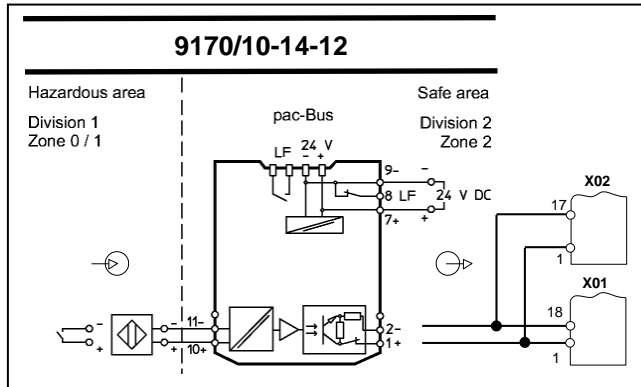 9170/10-14-12
Hazardous area
Safe area
Division 1
Zone 0 / 1
pac-Bus
Division 2
Zone 2
LF
24 V
- +
9-
-
8 LF
24 V DC
7+
+
X02
17
1
X01
18
1
- - 11-
+ + 10+
2-
1+